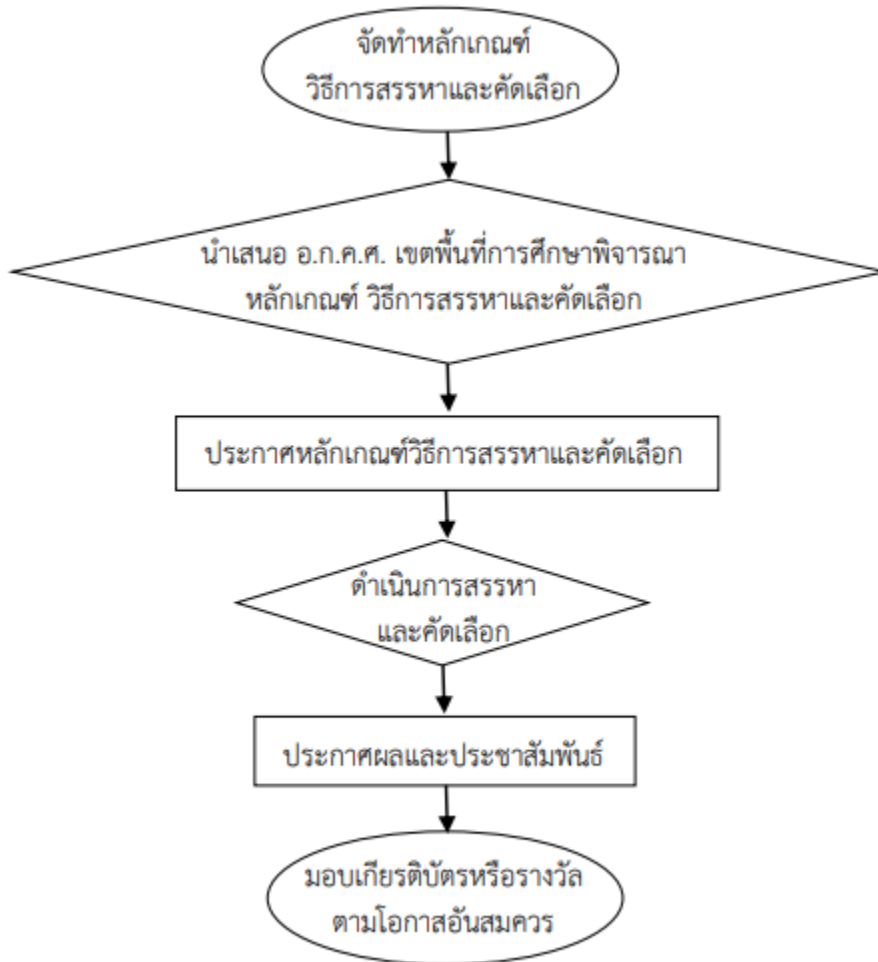 จัดทำหลักเกณฑ์
วิธีการสรรหาและคัดเลือก
นำเสนอ อ.ก.ค.ศ. เขตพื้นที่การศึกษาพิจารณา
หลักเกณฑ์ วิธีการสรรหาและคัดเลือก
ประกาศหลักเกณฑ์วิธีการสรรหาและคัดเลือก
ดำเนินการสรรหา
และคัดเลือก
ประกาศผลและประชาสัมพันธ์
มอบเกียรติบัตรหรือรางวัล
ตามโอกาสอันสมควร